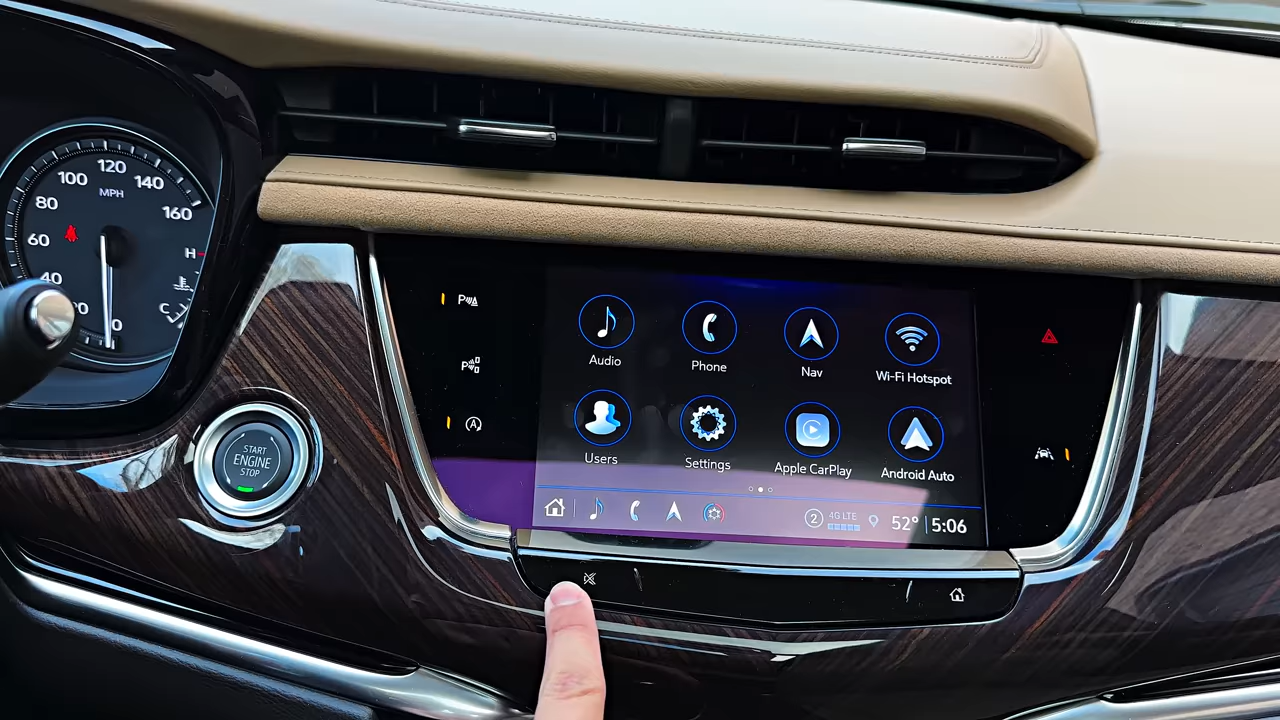 120
100
140
MPH
80
160
60
H
40
C
0
START
ENGINE
STOP
P
P
A
Audio
Phone
Nav
Wi-Fi Hotspot
Users
Settings
Apple CarPlay
Android Auto
2
4G LTE
52°
5:06